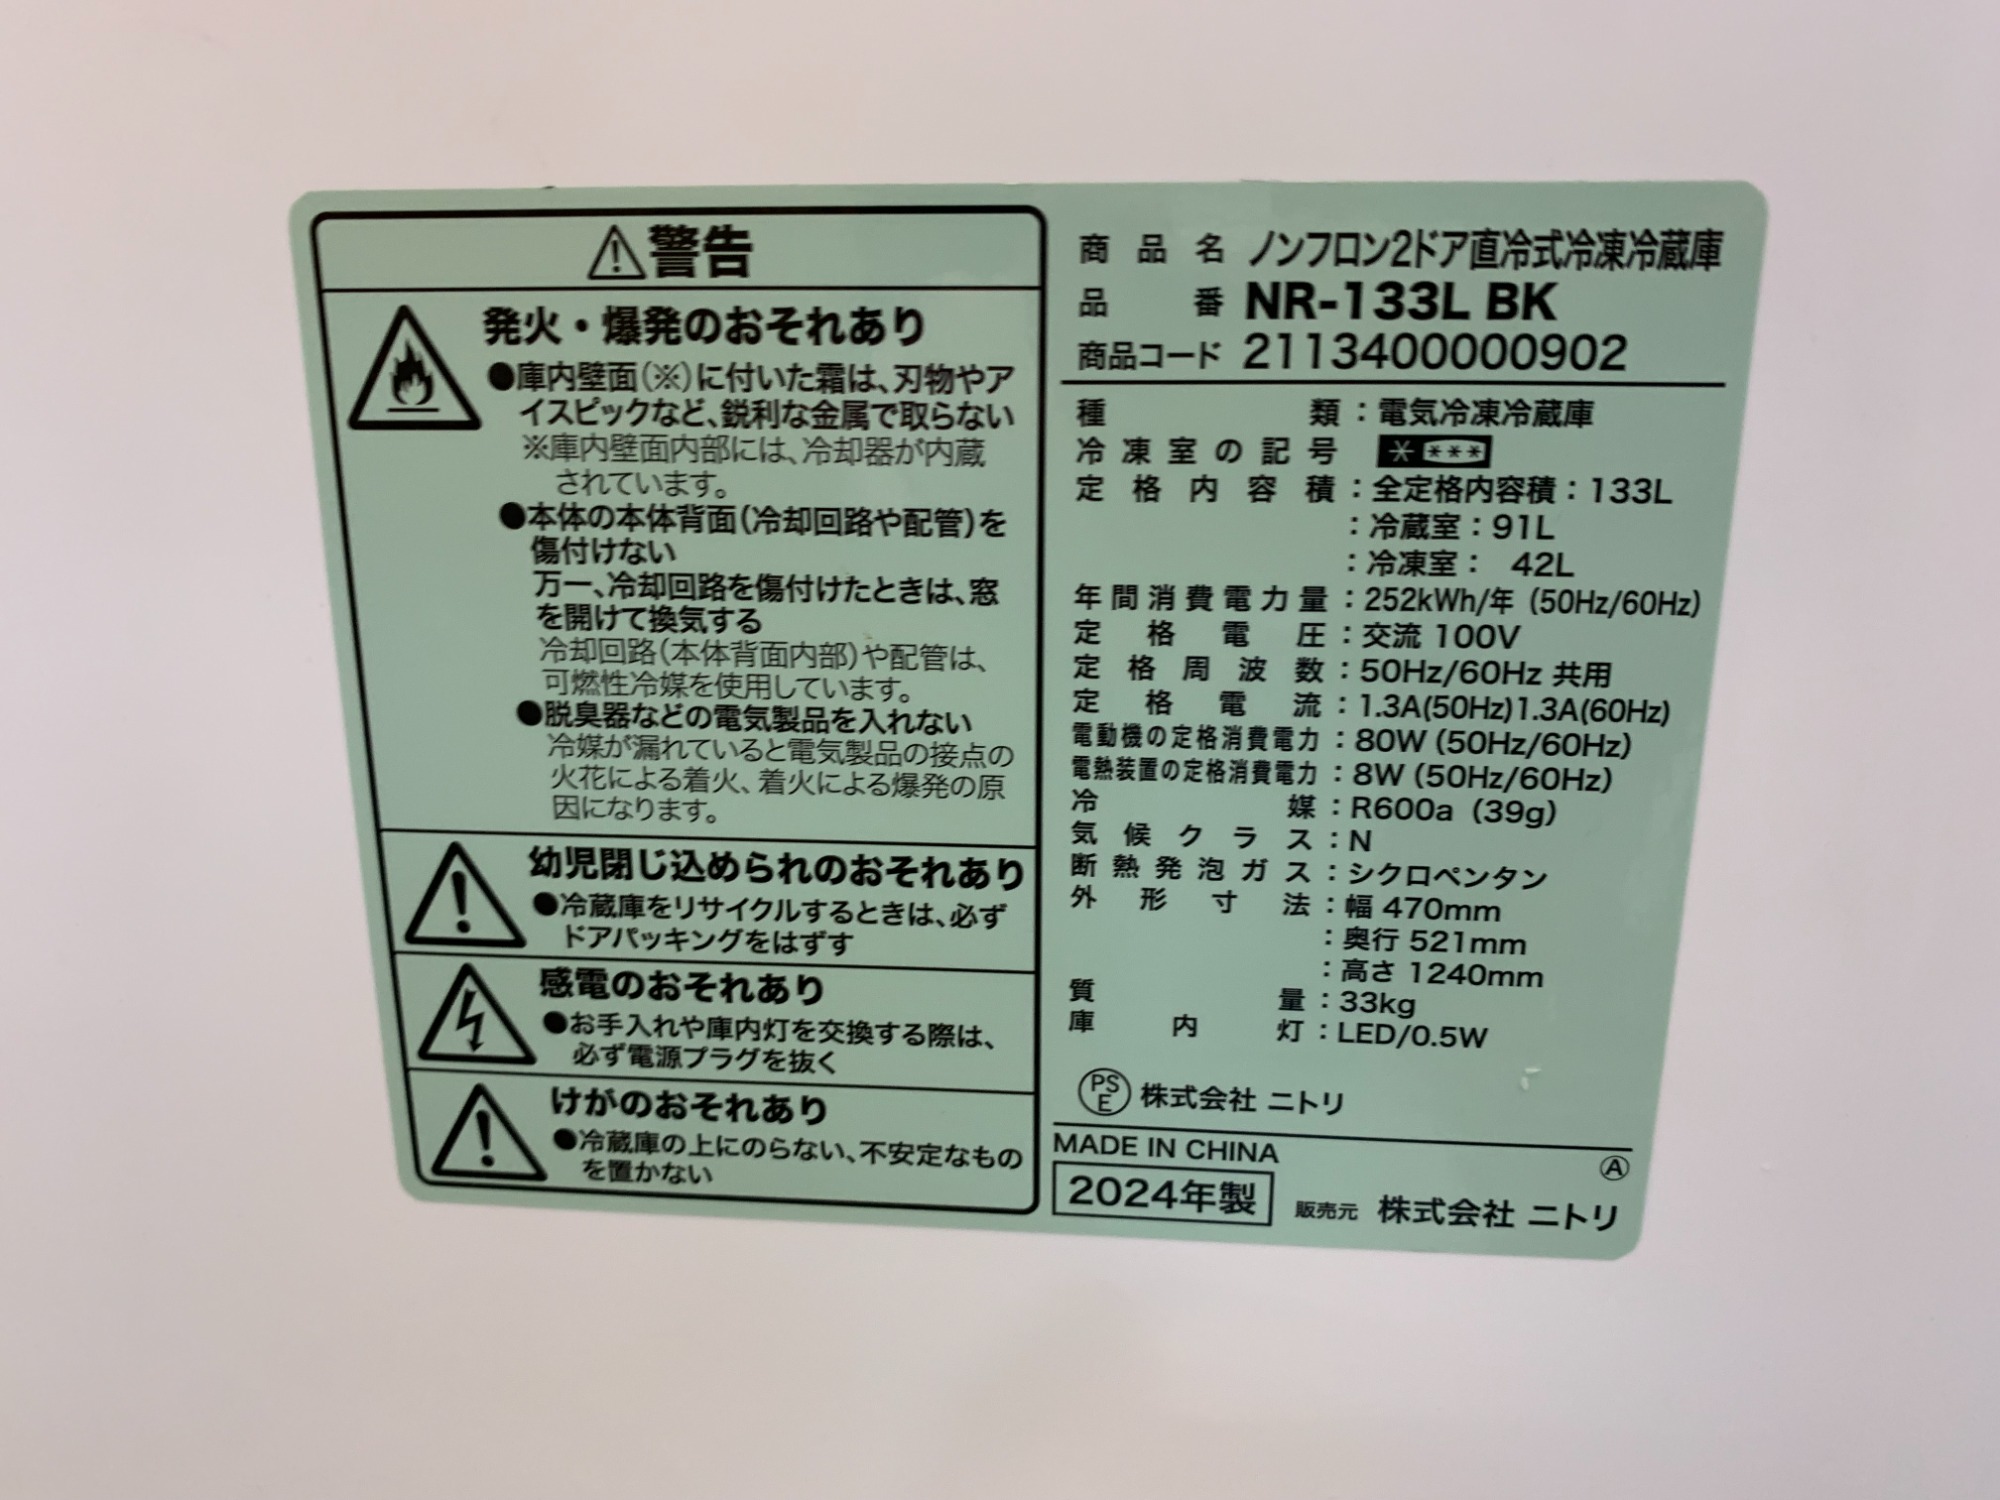 警告
発火・爆発のおそれあり
●庫内壁面(※)に付いた霜は、刃物やア
イスピックなど、鋭利な金属で取らない
※庫内壁面内部には、冷却器が内蔵
されています。
●本体の本体背面(冷却回路や配管)を
傷付けない
万一、冷却回路を傷付けたときは、窓
を開けて換気する
冷却回路(本体背面内部)や配管は、
可燃性冷媒を使用しています。
●脱臭器などの電気製品を入れない
冷媒が漏れていると電気製品の接点の
火花による着火、着火による爆発の原
因になります。
幼児閉じ込められのおそれあり
●冷蔵庫をリサイクルするときは、必ず
ドアパッキングをはずす
感電のおそれあり
●お手入れや庫内灯を交換する際は、
必ず電源プラグを抜く
けがのおそれあり
●冷蔵庫の上にのらない、不安定なもの
を置かない
商品名 ノンフロン2ドア直冷式冷凍冷蔵庫
品番 NR-133L BK
商品コード 2113400000902
種類：電気冷凍冷蔵庫
冷凍室の記号 * ***
定格内容積：全定格内容積：133L
：冷蔵室：91L
：冷凍室： 42L
年間消費電力量：252kWh/年 (50Hz/60Hz)
定格電圧：交流 100V
定格周波数：50Hz/60Hz 共用
定格電流：1.3A(50Hz)1.3A(60Hz)
電動機の定格消費電力：80W (50Hz/60Hz)
電熱装置の定格消費電力：8W (50Hz/60Hz)
冷媒：R600a (39g)
気候クラス：N
断熱発泡ガス：シクロペンタン
外形寸法：幅 470mm
：奥行 521mm
：高さ 1240mm
質量：33kg
庫内灯：LED/0.5W
PSE 株式会社 ニトリ
MADE IN CHINA
Ⓐ
2024年製 販売元 株式会社 ニトリ